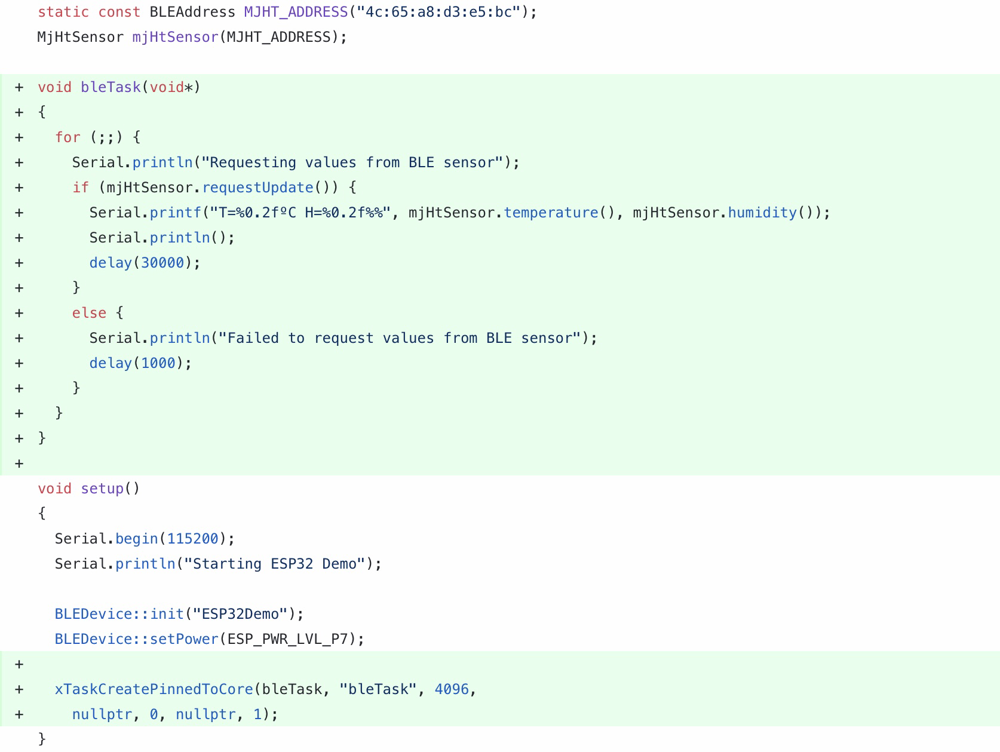 static const BLEAddress MJHT_ADDRESS("4c:65:a8:d3:e5:bc");
MjHtSensor mjHtSensor(MJHT_ADDRESS);

+ void bleTask(void*)
+ {
+   for (;;) {
+     Serial.println("Requesting values from BLE sensor");
+     if (mjHtSensor.requestUpdate()) {
+       Serial.printf("T=%0.2fºC H=%0.2f%%", mjHtSensor.temperature(), mjHtSensor.humidity());
+       Serial.println();
+       delay(30000);
+     }
+     else {
+       Serial.println("Failed to request values from BLE sensor");
+       delay(1000);
+     }
+   }
+ }
+
void setup()
{
  Serial.begin(115200);
  Serial.println("Starting ESP32 Demo");

  BLEDevice::init("ESP32Demo");
  BLEDevice::setPower(ESP_PWR_LVL_P7);
+
+   xTaskCreatePinnedToCore(bleTask, "bleTask", 4096,
+     nullptr, 0, nullptr, 1);
}